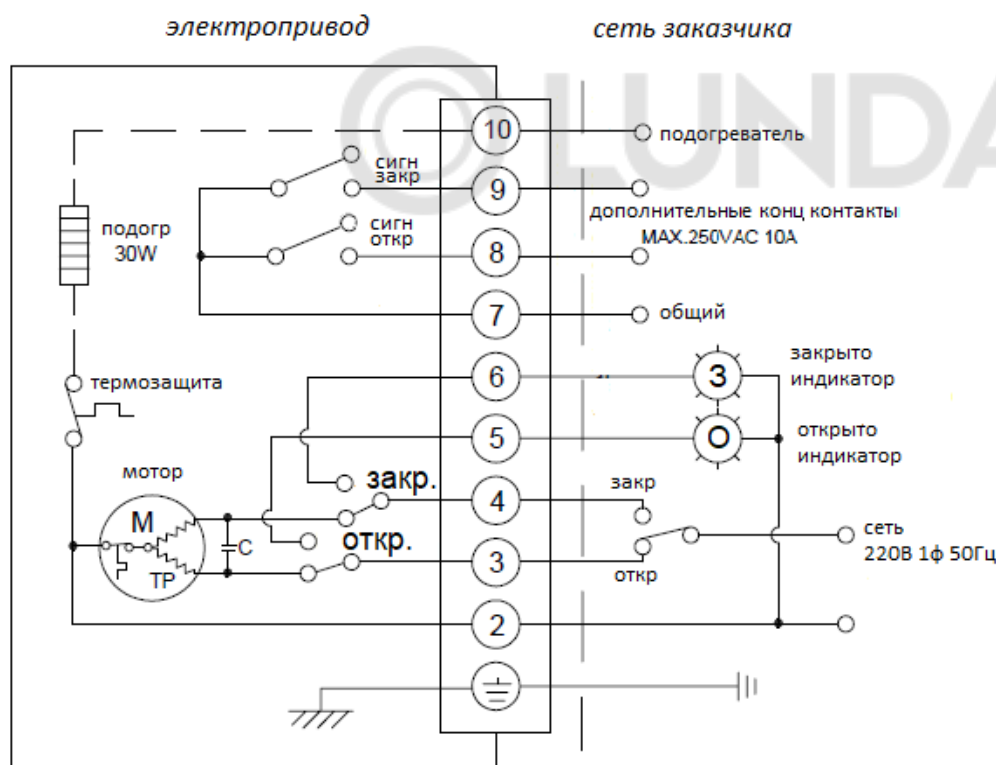 электропривод
сеть заказчика
LUNDA
10
подогреватель
сигн
закр
9
дополнительные конц контакты
MAX.250VAC 10A
подогр
30W
сигн
откр
8
7
общий
термозащита
6
З
закрыто
индикатор
5
О
открыто
индикатор
мотор
закр.
4
закр
М
С
откр.
3
сеть
220В 1ф 50Гц
ТР
откр
2